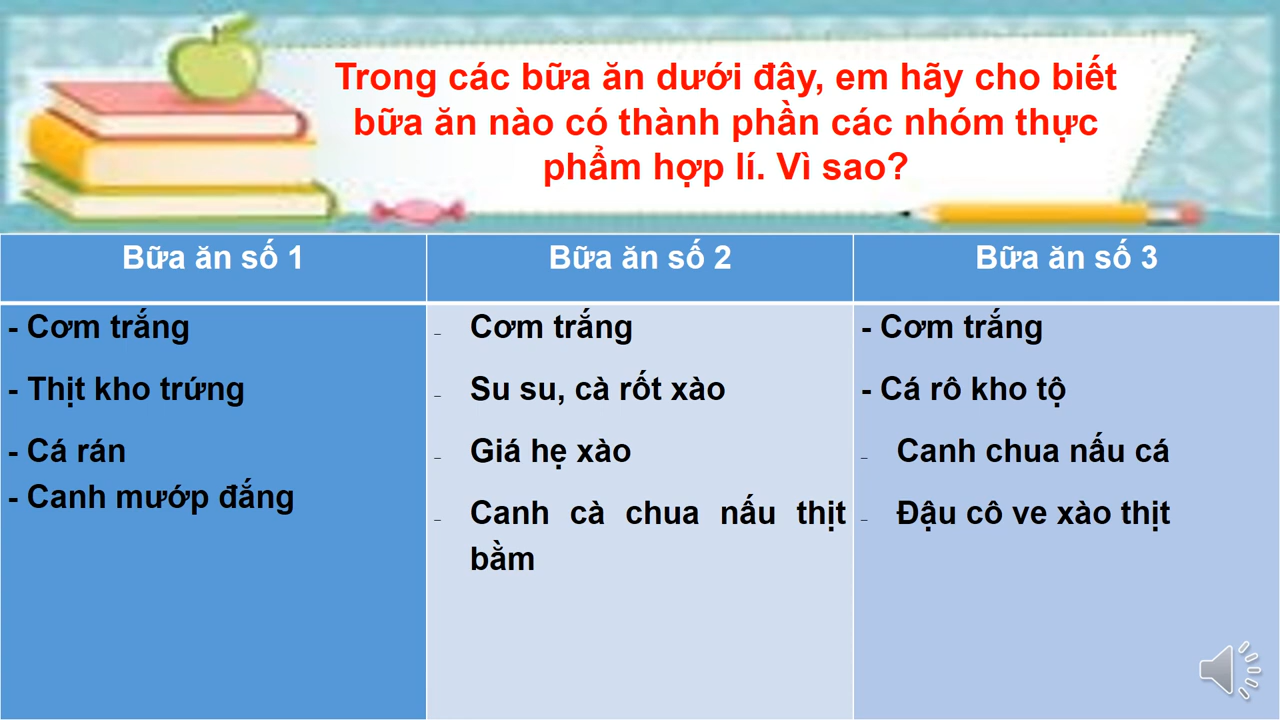 Trong các bữa ăn dưới đây, em hãy cho biết
bữa ăn nào có thành phần các nhóm thực
phẩm hợp lí. Vì sao?
Bữa ăn số 1
- Cơm trắng
- Thịt kho trứng
- Cá rán
- Canh mướp đắng
Bữa ăn số 2
- Cơm trắng
- Su su, cà rốt xào
- Giá hẹ xào
- Canh cà chua nấu thịt
bằm
Bữa ăn số 3
- Cơm trắng
- Cá rô kho tộ
- Canh chua nấu cá
- Đậu cô ve xào thịt